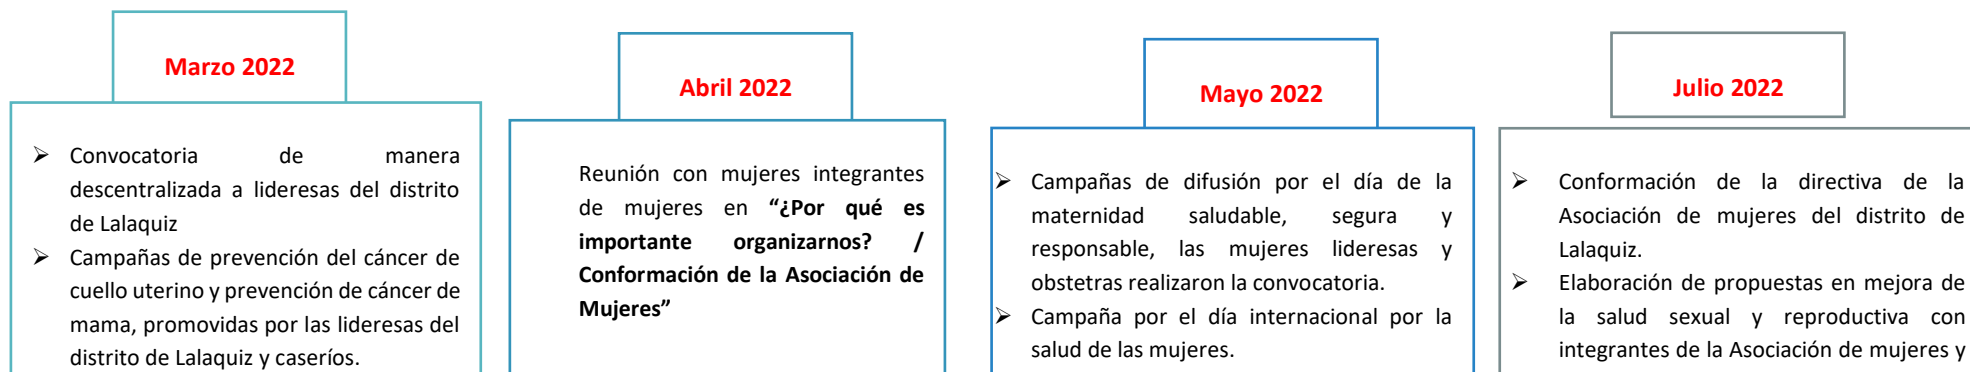 Marzo 2022
➢ Convocatoria de manera
descentralizada a lideresas del distrito
de Lalaquiz
➢ Campañas de prevención del cáncer de
cuello uterino y prevención de cáncer de
mama, promovidas por las lideresas del
distrito de Lalaquiz y caseríos.
Abril 2022
Reunión con mujeres integrantes
de mujeres en “¿Por qué es
importante organizarnos? /
Conformación de la Asociación de
Mujeres”
Mayo 2022
➢ Campañas de difusión por el día de la
maternidad saludable, segura y
responsable, las mujeres lideresas y
obstetras realizaron la convocatoria.
➢ Campaña por el día internacional por la
salud de las mujeres.
Julio 2022
➢ Conformación de la directiva de la
Asociación de mujeres del distrito de
Lalaquiz.
➢ Elaboración de propuestas en mejora de
la salud sexual y reproductiva con
integrantes de la Asociación de mujeres y